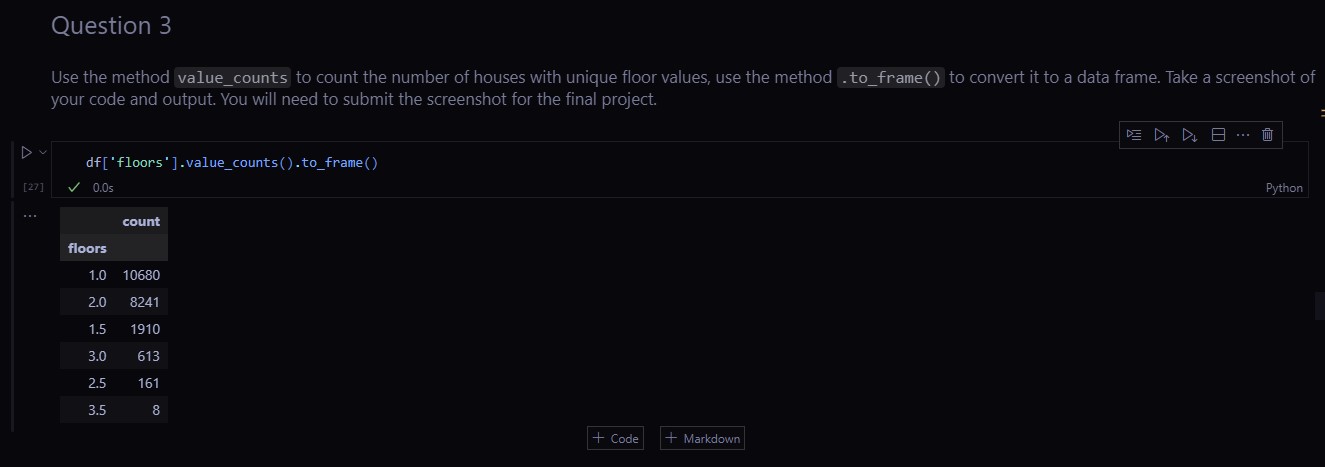 Question 3
Use the method value_counts to count the number of houses with unique floor values, use the method .to_frame() to convert it to a data frame. Take a screenshot of
your code and output. You will need to submit the screenshot for the final project.
df['floors'].value_counts().to_frame()
[27] 0.0s Python
count
floors
1.0 10680
2.0 8241
1.5 1910
3.0 613
2.5 161
3.5 8
+ Code + Markdown